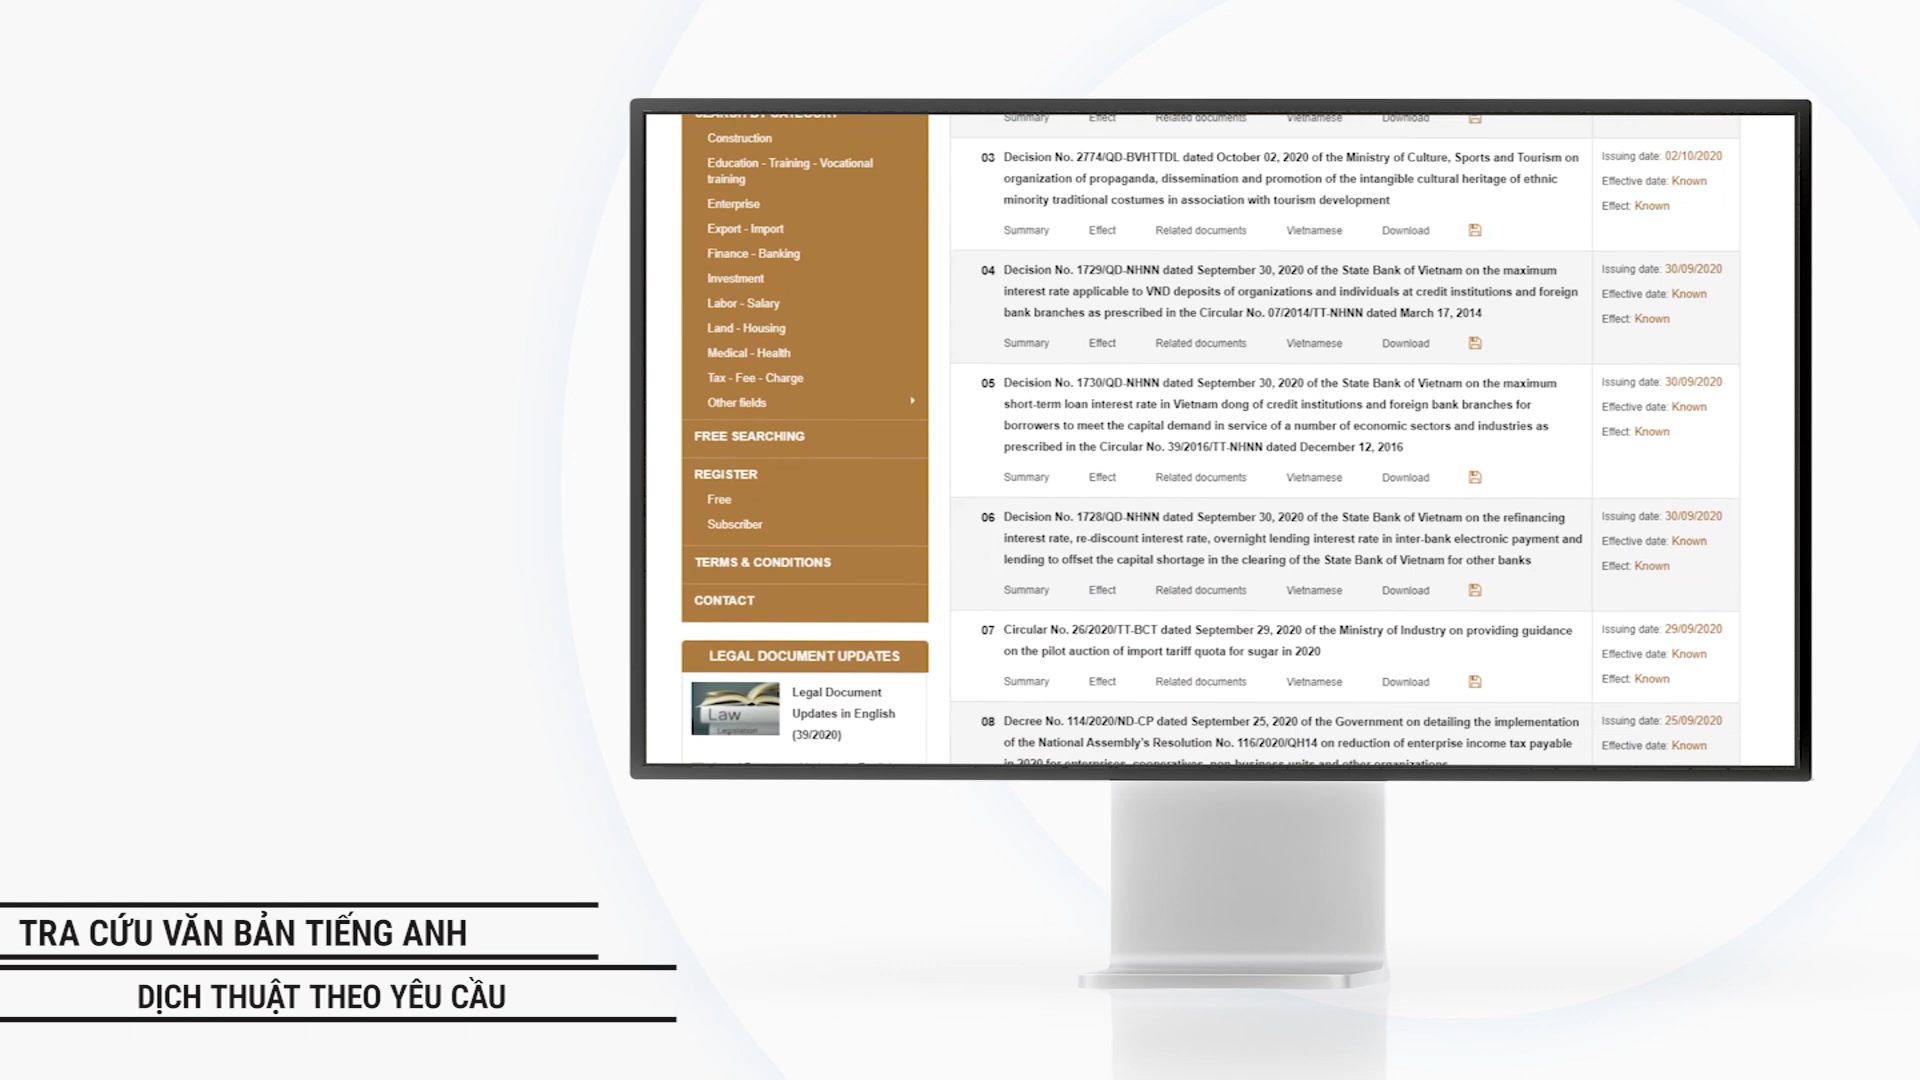 SEARCH BY CATEGORY
Construction
Education - Training - Vocational
training
Enterprise
Export - Import
Finance - Banking
Investment
Labor - Salary
Land - Housing
Medical - Health
Tax - Fee - Charge
Other fields
FREE SEARCHING
REGISTER
Free
Subscriber
TERMS & CONDITIONS
CONTACT
LEGAL DOCUMENT UPDATES
Law
Legislation
Legal Document
Updates in English
(39/2020)
Summary Effect Related documents Vietnamese Download
03 Decision No. 2774/QD-BVHTTDL dated October 02, 2020 of the Ministry of Culture, Sports and Tourism on
organization of propaganda, dissemination and promotion of the intangible cultural heritage of ethnic
minority traditional costumes in association with tourism development
Summary Effect Related documents Vietnamese Download
Issuing date: 02/10/2020
Effective date: Known
Effect: Known
04 Decision No. 1729/QD-NHNN dated September 30, 2020 of the State Bank of Vietnam on the maximum
interest rate applicable to VND deposits of organizations and individuals at credit institutions and foreign
bank branches as prescribed in the Circular No. 07/2014/TT-NHNN dated March 17, 2014
Summary Effect Related documents Vietnamese Download
Issuing date: 30/09/2020
Effective date: Known
Effect: Known
05 Decision No. 1730/QD-NHNN dated September 30, 2020 of the State Bank of Vietnam on the maximum
short-term loan interest rate in Vietnam dong of credit institutions and foreign bank branches for
borrowers to meet the capital demand in service of a number of economic sectors and industries as
prescribed in the Circular No. 39/2016/TT-NHNN dated December 12, 2016
Summary Effect Related documents Vietnamese Download
Issuing date: 30/09/2020
Effective date: Known
Effect: Known
06 Decision No. 1728/QD-NHNN dated September 30, 2020 of the State Bank of Vietnam on the refinancing
interest rate, re-discount interest rate, overnight lending interest rate in inter-bank electronic payment and
lending to offset the capital shortage in the clearing of the State Bank of Vietnam for other banks
Summary Effect Related documents Vietnamese Download
Issuing date: 30/09/2020
Effective date: Known
Effect: Known
07 Circular No. 26/2020/TT-BCT dated September 29, 2020 of the Ministry of Industry on providing guidance
on the pilot auction of import tariff quota for sugar in 2020
Summary Effect Related documents Vietnamese Download
Issuing date: 29/09/2020
Effective date: Known
Effect: Known
08 Decree No. 114/2020/ND-CP dated September 25, 2020 of the Government on detailing the implementation
of the National Assembly's Resolution No. 116/2020/QH14 on reduction of enterprise income tax payable
in 2020 for enterprises, cooperatives, non-business units and other organizations
Issuing date: 25/09/2020
Effective date: Known
TRA CỨU VĂN BẢN TIẾNG ANH
DỊCH THUẬT THEO YÊU CẦU